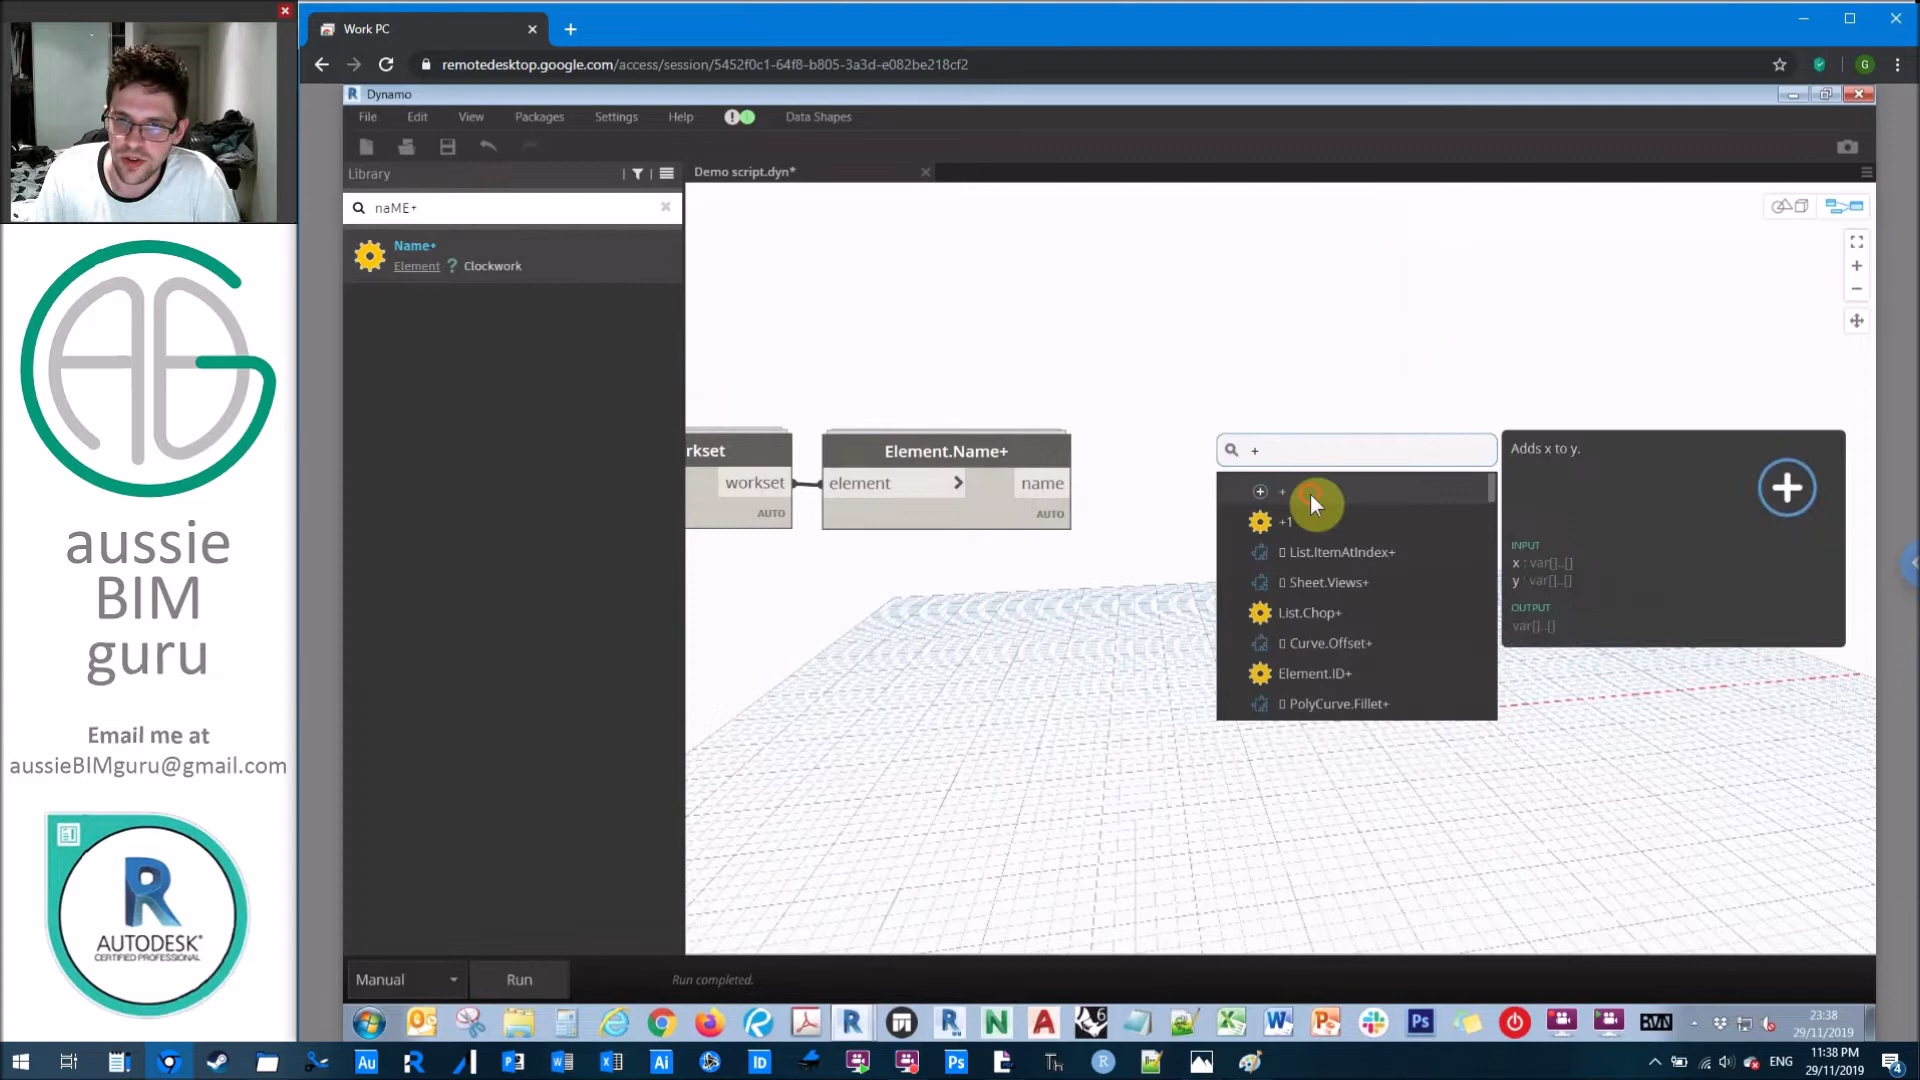 Work PC
remotedesktop.google.com/access/session/5452f0c1-64f8-b805-3a3d-e082be218cf2
G
R Dynamo
File Edit View Packages Settings Help Data Shapes
Library
Demo script.dyn*
naME+
Name+
Element ? Clockwork
rkset
workset
AUTO
Element.Name+
element > name
AUTO
+
+
+1
List.ItemAtIndex+
Sheet.Views+
List.Chop+
Curve.Offset+
Element.ID+
PolyCurve.Fillet+
Adds x to y.
INPUT
x : var[]..[]
y : var[]..[]
OUTPUT
var[]..[]
Manual Run Run completed.
AG
aussie
BIM
guru
Email me at
aussieBIMguru@gmail.com
R
AUTODESK
CERTIFIED PROFESSIONAL
23:38
29/11/2019
ENG
11:38 PM
29/11/2019
4